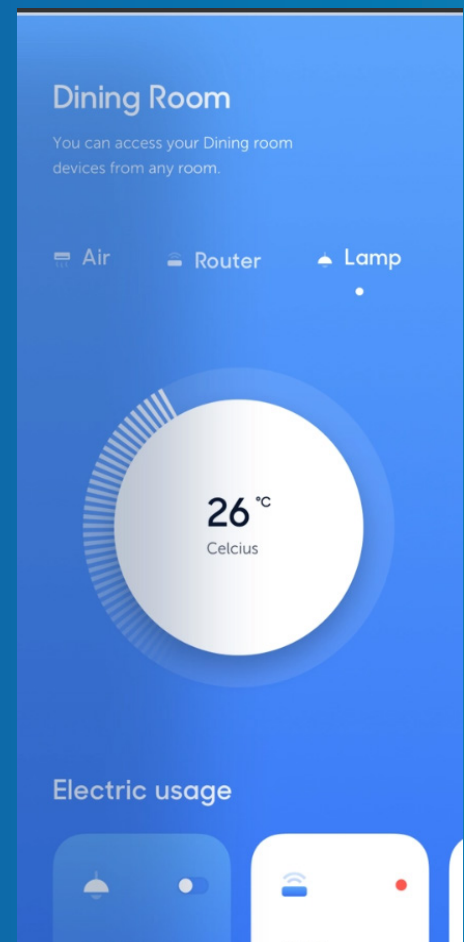 Dining Room
You can access your Dining room
devices from any room.
Air Router Lamp
26 °C
Celcius
Electric usage